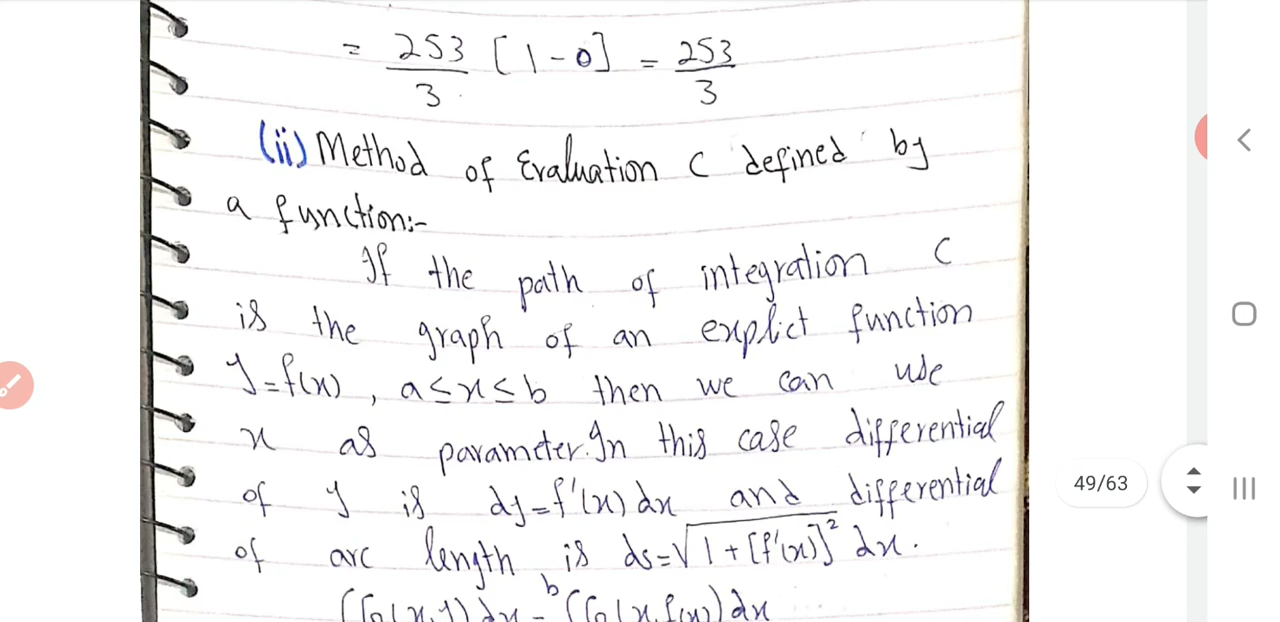 = 253/3 [1-0] = 253/3
(ii) Method of Evaluation C defined by
a function:-
If the path of integration C
is the graph of an explict function
y=f(x), a≤x≤b then we can use
x as parameter. In this case differential
of y is dy=f'(x)dx and differential
of arc length is ds=√1+[f'(x)]² dx.
49/63